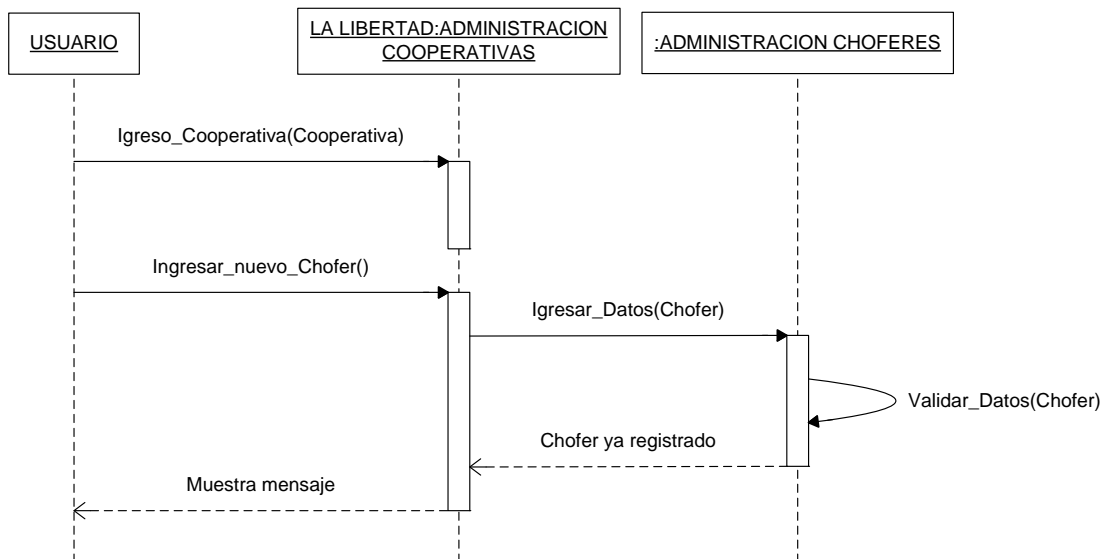 USUARIO
LA LIBERTAD:ADMINISTRACION
COOPERATIVAS
:ADMINISTRACION CHOFERES
Igreso_Cooperativa(Cooperativa)
Ingresar_nuevo_Chofer()
Igresar_Datos(Chofer)
Validar_Datos(Chofer)
Chofer ya registrado
Muestra mensaje